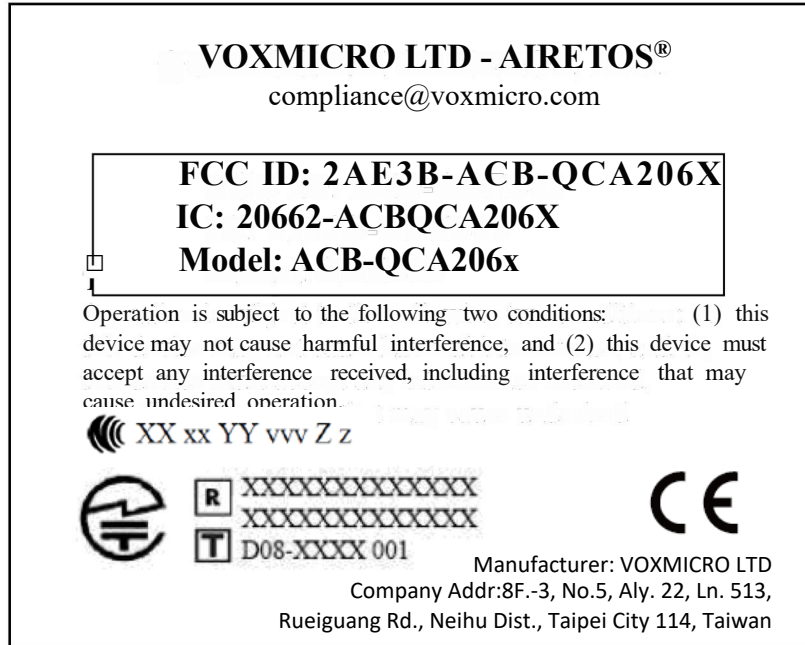 VOXMICRO LTD - AIRETOS®
compliance@voxmicro.com
FCC ID: 2AE3B-ACB-QCA206X
IC: 20662-ACBQCA206X
Model: ACB-QCA206x
Operation is subject to the following two conditions: (1) this
device may not cause harmful interference, and (2) this device must
accept any interference received, including interference that may
cause undesired operation.
XX xx YY yyy Z z
R XXXXXXXXXXXXXX
XXXXXXXXXXXXXX
T D08-XXXX 001
CE
Manufacturer: VOXMICRO LTD
Company Addr:8F.-3, No.5, Aly. 22, Ln. 513,
Rueiguang Rd., Neihu Dist., Taipei City 114, Taiwan